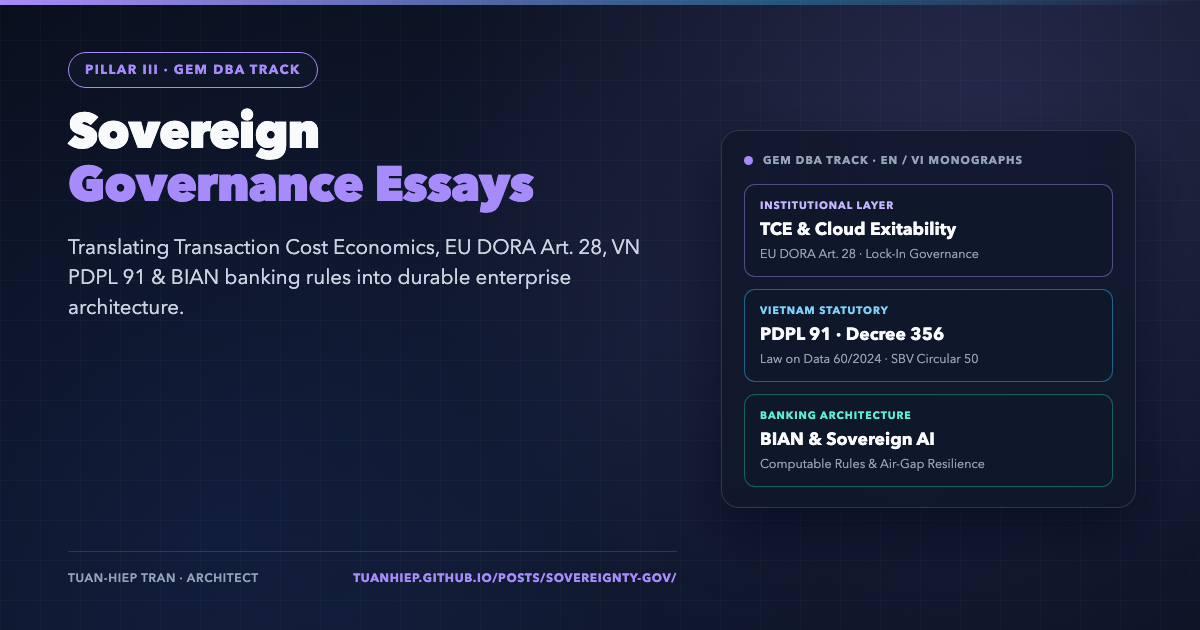 PILLAR III · GEM DBA TRACK
Sovereign
Governance Essays
Translating Transaction Cost Economics, EU DORA Art. 28, VN
PDPL 91 & BIAN banking rules into durable enterprise
architecture.
GEM DBA TRACK · EN / VI MONOGRAPHS
INSTITUTIONAL LAYER
TCE & Cloud Exitability
EU DORA Art. 28 · Lock-In Governance
VIETNAM STATUTORY
PDPL 91 · Decree 356
Law on Data 60/2024 · SBV Circular 50
BANKING ARCHITECTURE
BIAN & Sovereign AI
Computable Rules & Air-Gap Resilience
TUAN-HIEP TRAN · ARCHITECT
TUANHIEP.GITHUB.IO/POSTS/SOVEREIGNTY-GOV/